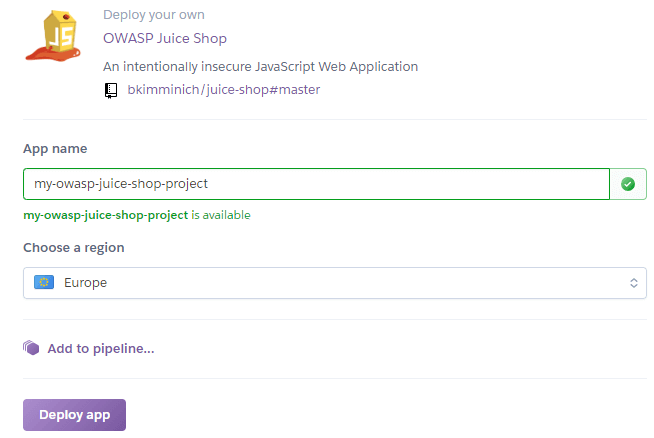 JS
Deploy your own
OWASP Juice Shop
An intentionally insecure JavaScript Web Application
bkimminich/juice-shop#master
App name
my-owasp-juice-shop-project
my-owasp-juice-shop-project is available
Choose a region
Europe
Add to pipeline...
Deploy app